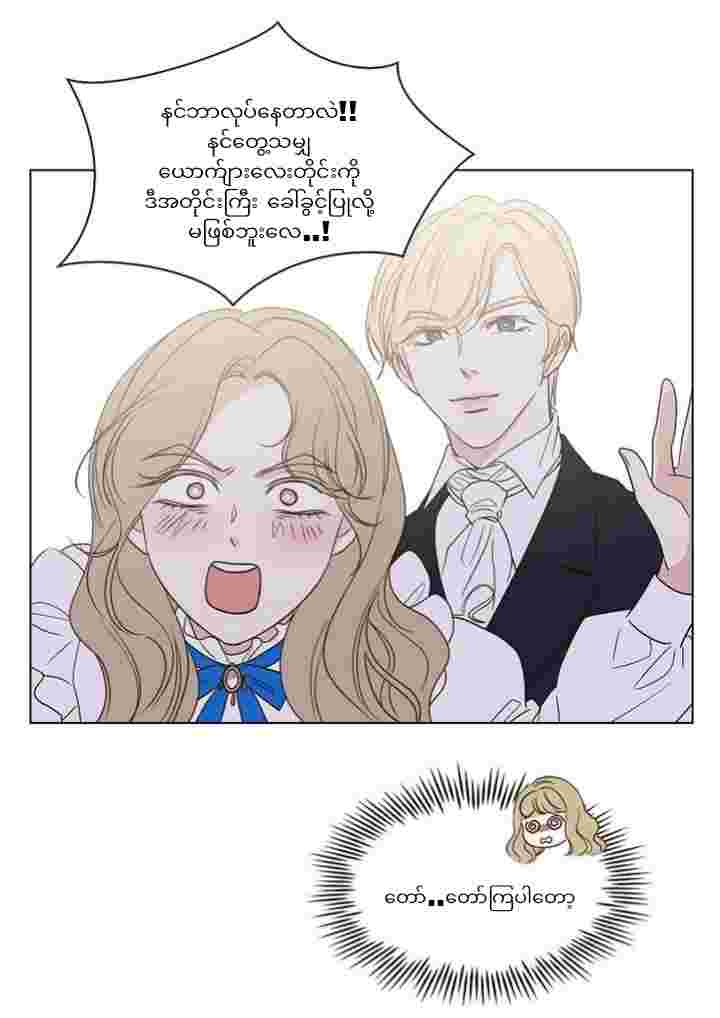 နင်ဘာလုပ်နေတာလဲ!!
နင်တွေ့သမျှ
ယောက်ျားလေးတိုင်းကို
ဒီအတိုင်းကြီး ခေါ်ခွင့်ပြုလို့
မဖြစ်ဘူးလေ..!
တော်..တော်ကြပါတော့